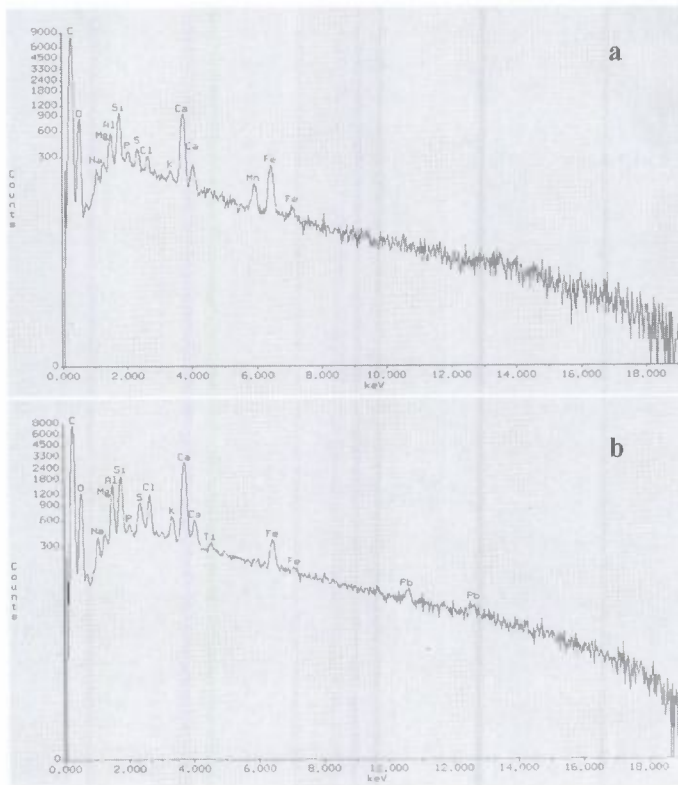 a
9000
6000
4500
3300
2400
1800
1200
900
600
300
0
C
O
Na
Mg
Al
Si
P
S
Cl
K
Ca
Ca
Mn
Fe
Fe
Counts
0.000 2.000 4.000 6.000 8.000 10.000 12.000 14.000 16.000 18.000
keV
b
8000
6000
4500
3300
2400
1800
1200
900
600
300
0
C
O
Na
Mg
Al
Si
P
S
Cl
K
Ca
Ca
Ti
Fe
Fe
Pb
Pb
Counts
0.000 2.000 4.000 6.000 8.000 10.000 12.000 14.000 16.000 18.000
keV